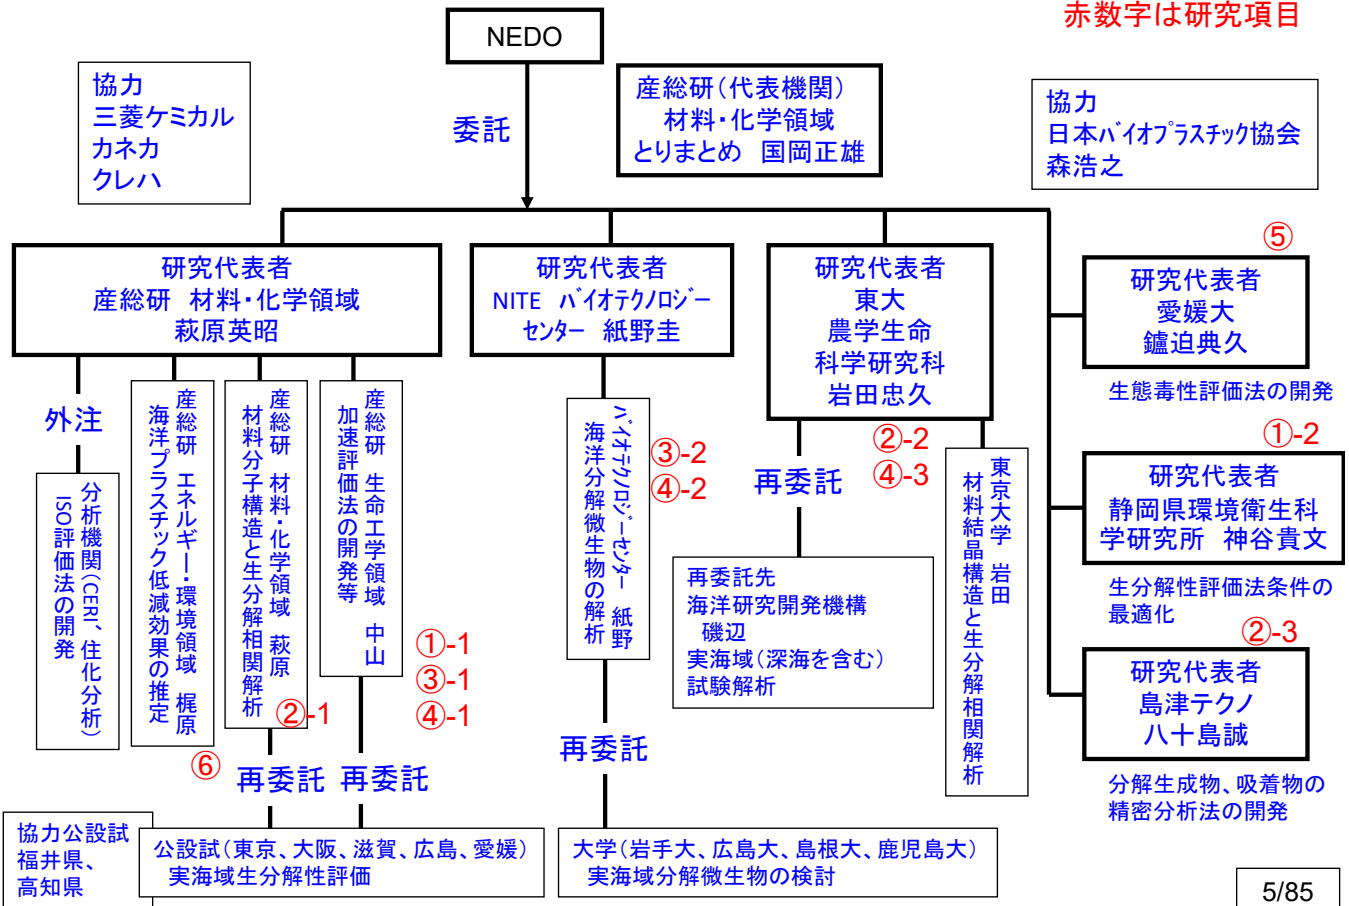 赤数字は研究項目
NEDO
協力
三菱ケミカル
カネカ
クレハ
委託
産総研(代表機関)
材料・化学領域
とりまとめ 国岡正雄
協力
日本バイオプラスチック協会
森浩之
研究代表者
産総研 材料・化学領域
萩原英昭
研究代表者
NITE バイオテクノロジー
センター 紙野圭
研究代表者
東大
農学生命
科学研究科
岩田忠久
⑤
研究代表者
愛媛大
鑪迫典久
生態毒性評価法の開発
①-2
研究代表者
静岡県環境衛生科
学研究所 神谷貴文
生分解性評価法条件の
最適化
②-3
研究代表者
島津テクノ
八十島誠
分解生成物、吸着物の
精密分析法の開発
外注
分析機関(CERI、住化分析)
ISO評価法の開発
産総研 エネルギー・環境領域 梶原
海洋プラスチック低減効果の推定
⑥
産総研 材料・化学領域 萩原
材料分子構造と生分解相関解析
②-1
産総研 生命工学領域 中山
加速評価法の開発等
①-1
③-1
④-1
再委託
再委託
バイオテクノロジーセンター 紙野
海洋分解微生物の解析
③-2
④-2
再委託
②-2
④-3
再委託
再委託先
海洋研究開発機構
磯辺
実海域(深海を含む)
試験解析
東京大学 岩田
材料結晶構造と生分解相関解析
協力公設試
福井県、
高知県
公設試(東京、大阪、滋賀、広島、愛媛)
実海域生分解性評価
大学(岩手大、広島大、島根大、鹿児島大)
実海域分解微生物の検討
5/85